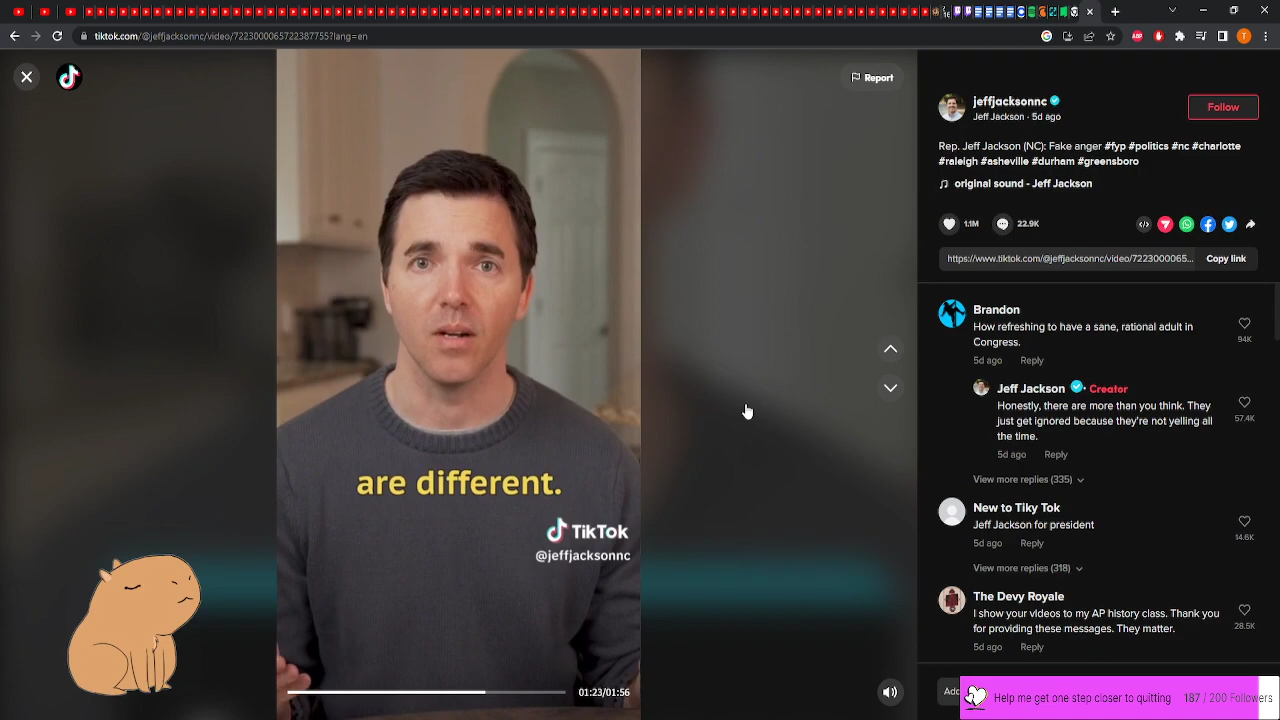 tiktok.com/@jeffjacksonnc/video/7223000065722387755?lang=en
Report
are different.
TikTok
@jeffjacksonnc
01:23/01:56
jeffjacksonnc
Jeff Jackson · 5d ago
Follow
Rep. Jeff Jackson (NC): Fake anger #fyp #politics #nc #charlotte
#raleigh #asheville #durham #greensboro
original sound - Jeff Jackson
1.1M
22.9K
https://www.tiktok.com/@jeffjacksonnc/video/7223000065...
Copy link
Brandon
How refreshing to have a sane, rational adult in
Congress.
94K
5d ago Reply
Jeff Jackson · Creator
Honestly, there are more than you think. They
just get ignored because they're not yelling all
the time.
57.4K
5d ago Reply
View more replies (335)
New to Tiky Tok
Jeff Jackson for president
14.6K
5d ago Reply
View more replies (318)
The Devy Royale
I show your videos to my AP history class. Thank you
for providing these messages. They matter.
28.5K
5d ago Reply
Add
Help me get one step closer to quitting 187 / 200 Followers